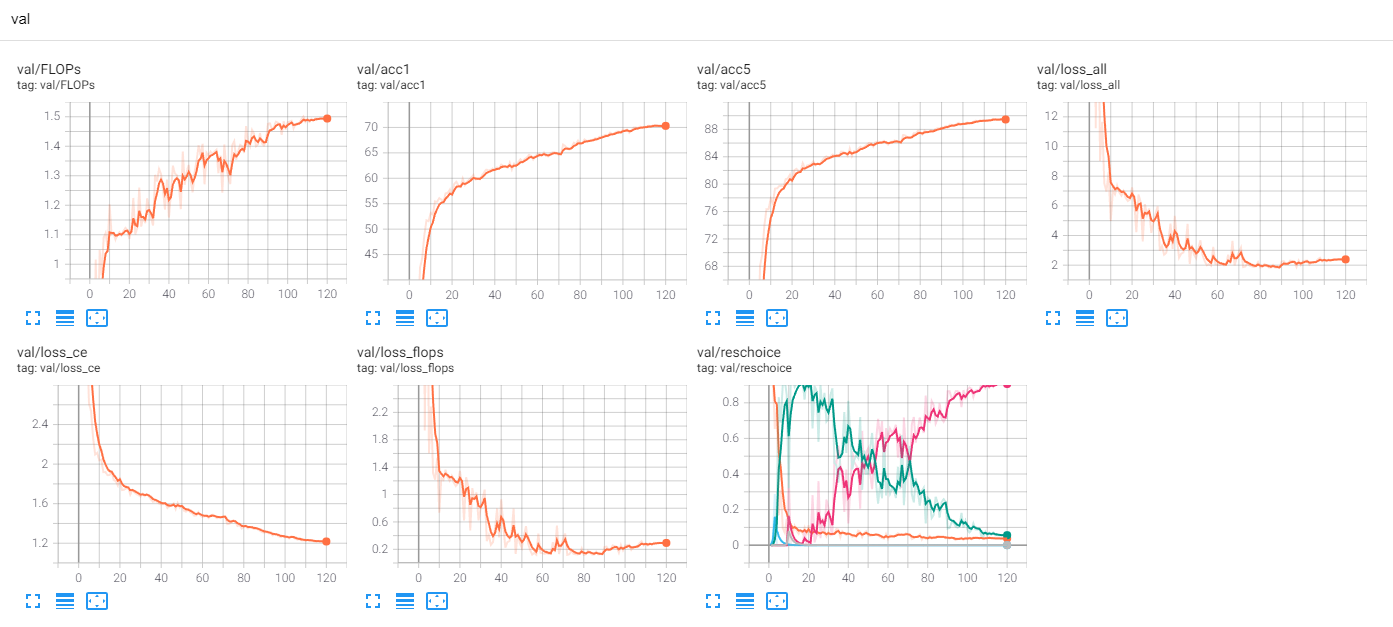 val
val/FLOPs
tag: val/FLOPs
1.5
1.4
1.3
1.2
1.1
1
0 20 40 60 80 100 120
val/acc1
tag: val/acc1
70
65
60
55
50
45
0 20 40 60 80 100 120
val/acc5
tag: val/acc5
88
84
80
76
72
68
0 20 40 60 80 100 120
val/loss_all
tag: val/loss_all
12
10
8
6
4
2
0 20 40 60 80 100 120
val/loss_ce
tag: val/loss_ce
2.4
2
1.6
1.2
0 20 40 60 80 100 120
val/loss_flops
tag: val/loss_flops
2.2
1.8
1.4
1
0.6
0.2
0 20 40 60 80 100 120
val/reschoice
tag: val/reschoice
0.8
0.6
0.4
0.2
0
0 20 40 60 80 100 120